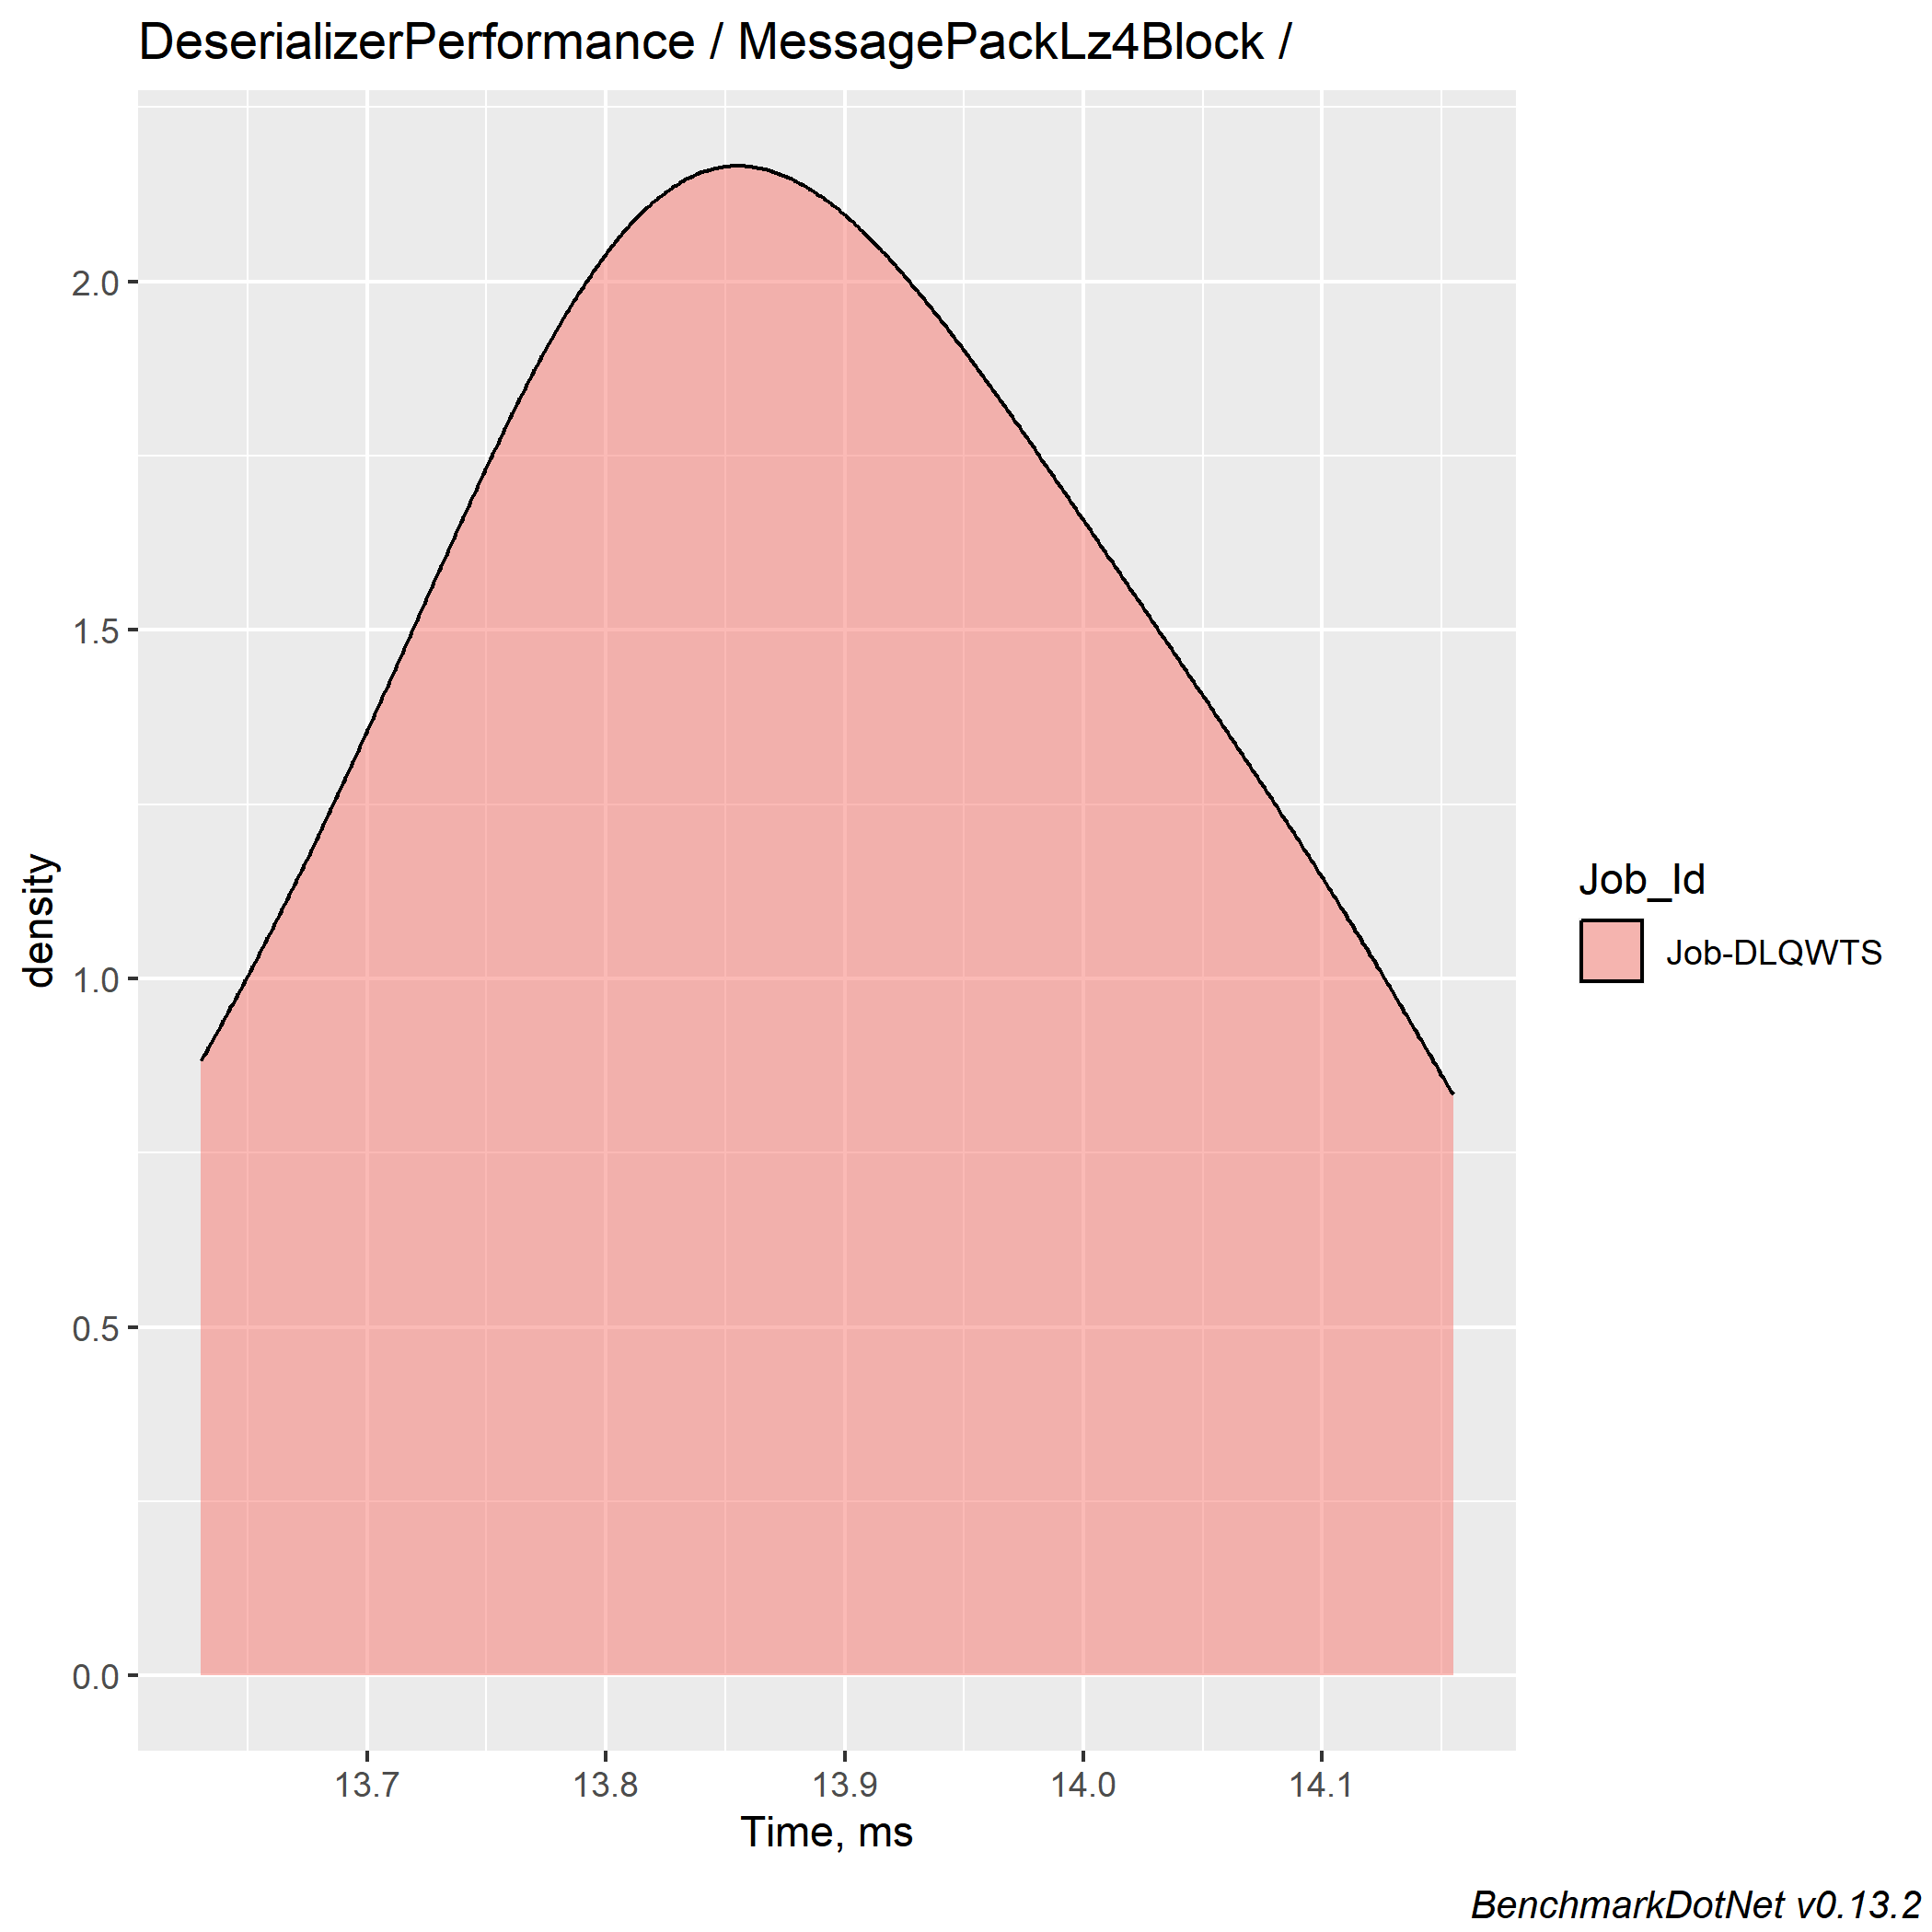 DeserializerPerformance / MessagePackLz4Block /
density
2.0
1.5
1.0
0.5
0.0
13.7 13.8 13.9 14.0 14.1
Time, ms
Job_Id
Job-DLQWTS
BenchmarkDotNet v0.13.2